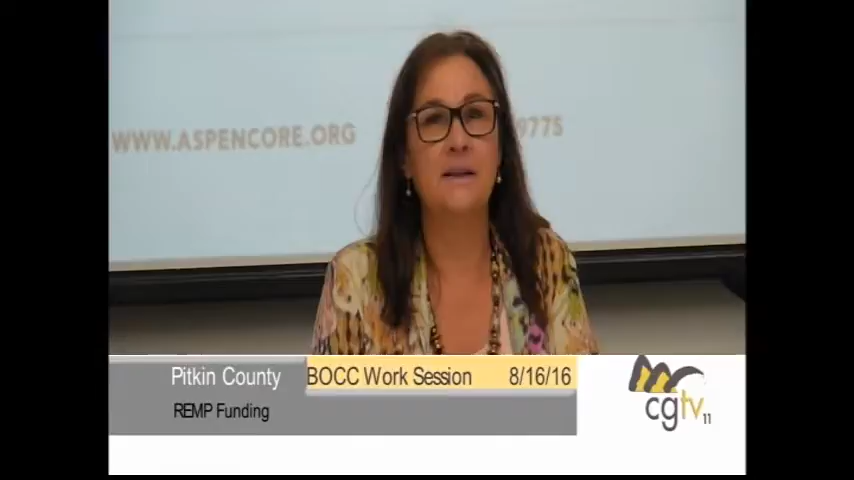 WWW.ASPENCORE.ORG
9775
Pitkin County
BOCC Work Session
8/16/16
REMP Funding
cgtv
11